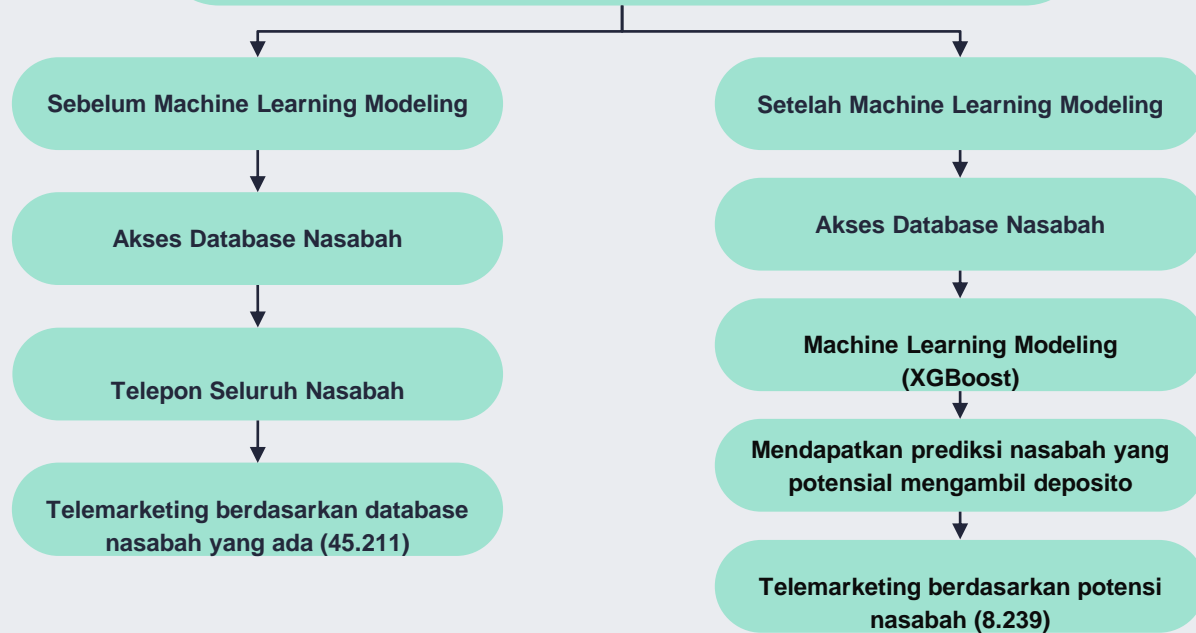 Sebelum Machine Learning Modeling
Akses Database Nasabah
Telepon Seluruh Nasabah
Telemarketing berdasarkan database
nasabah yang ada (45.211)
Setelah Machine Learning Modeling
Akses Database Nasabah
Machine Learning Modeling
(XGBoost)
Mendapatkan prediksi nasabah yang
potensial mengambil deposito
Telemarketing berdasarkan potensi
nasabah (8.239)